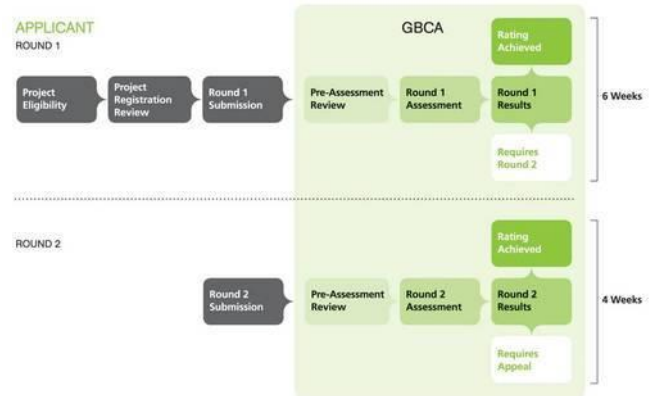 APPLICANT
GBCA
ROUND 1
Rating
Achieved
Project
Eligibility
Project
Registration
Review
Round 1
Submission
Pre-Assessment
Review
Round 1
Assessment
Round 1
Results
6 Weeks
Requires
Round 2
ROUND 2
Rating
Achieved
Round 2
Submission
Pre-Assessment
Review
Round 2
Assessment
Round 2
Results
4 Weeks
Requires
Appeal